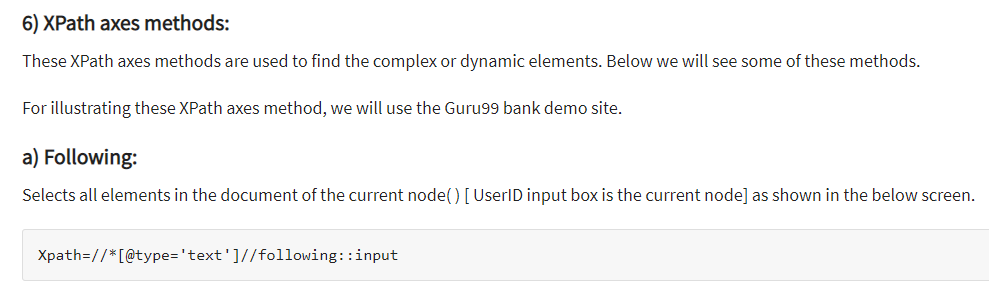 6) XPath axes methods:
These XPath axes methods are used to find the complex or dynamic elements. Below we will see some of these methods.
For illustrating these XPath axes method, we will use the Guru99 bank demo site.
a) Following:
Selects all elements in the document of the current node( ) [ UserID input box is the current node] as shown in the below screen.
Xpath=//*[@type='text']//following::input